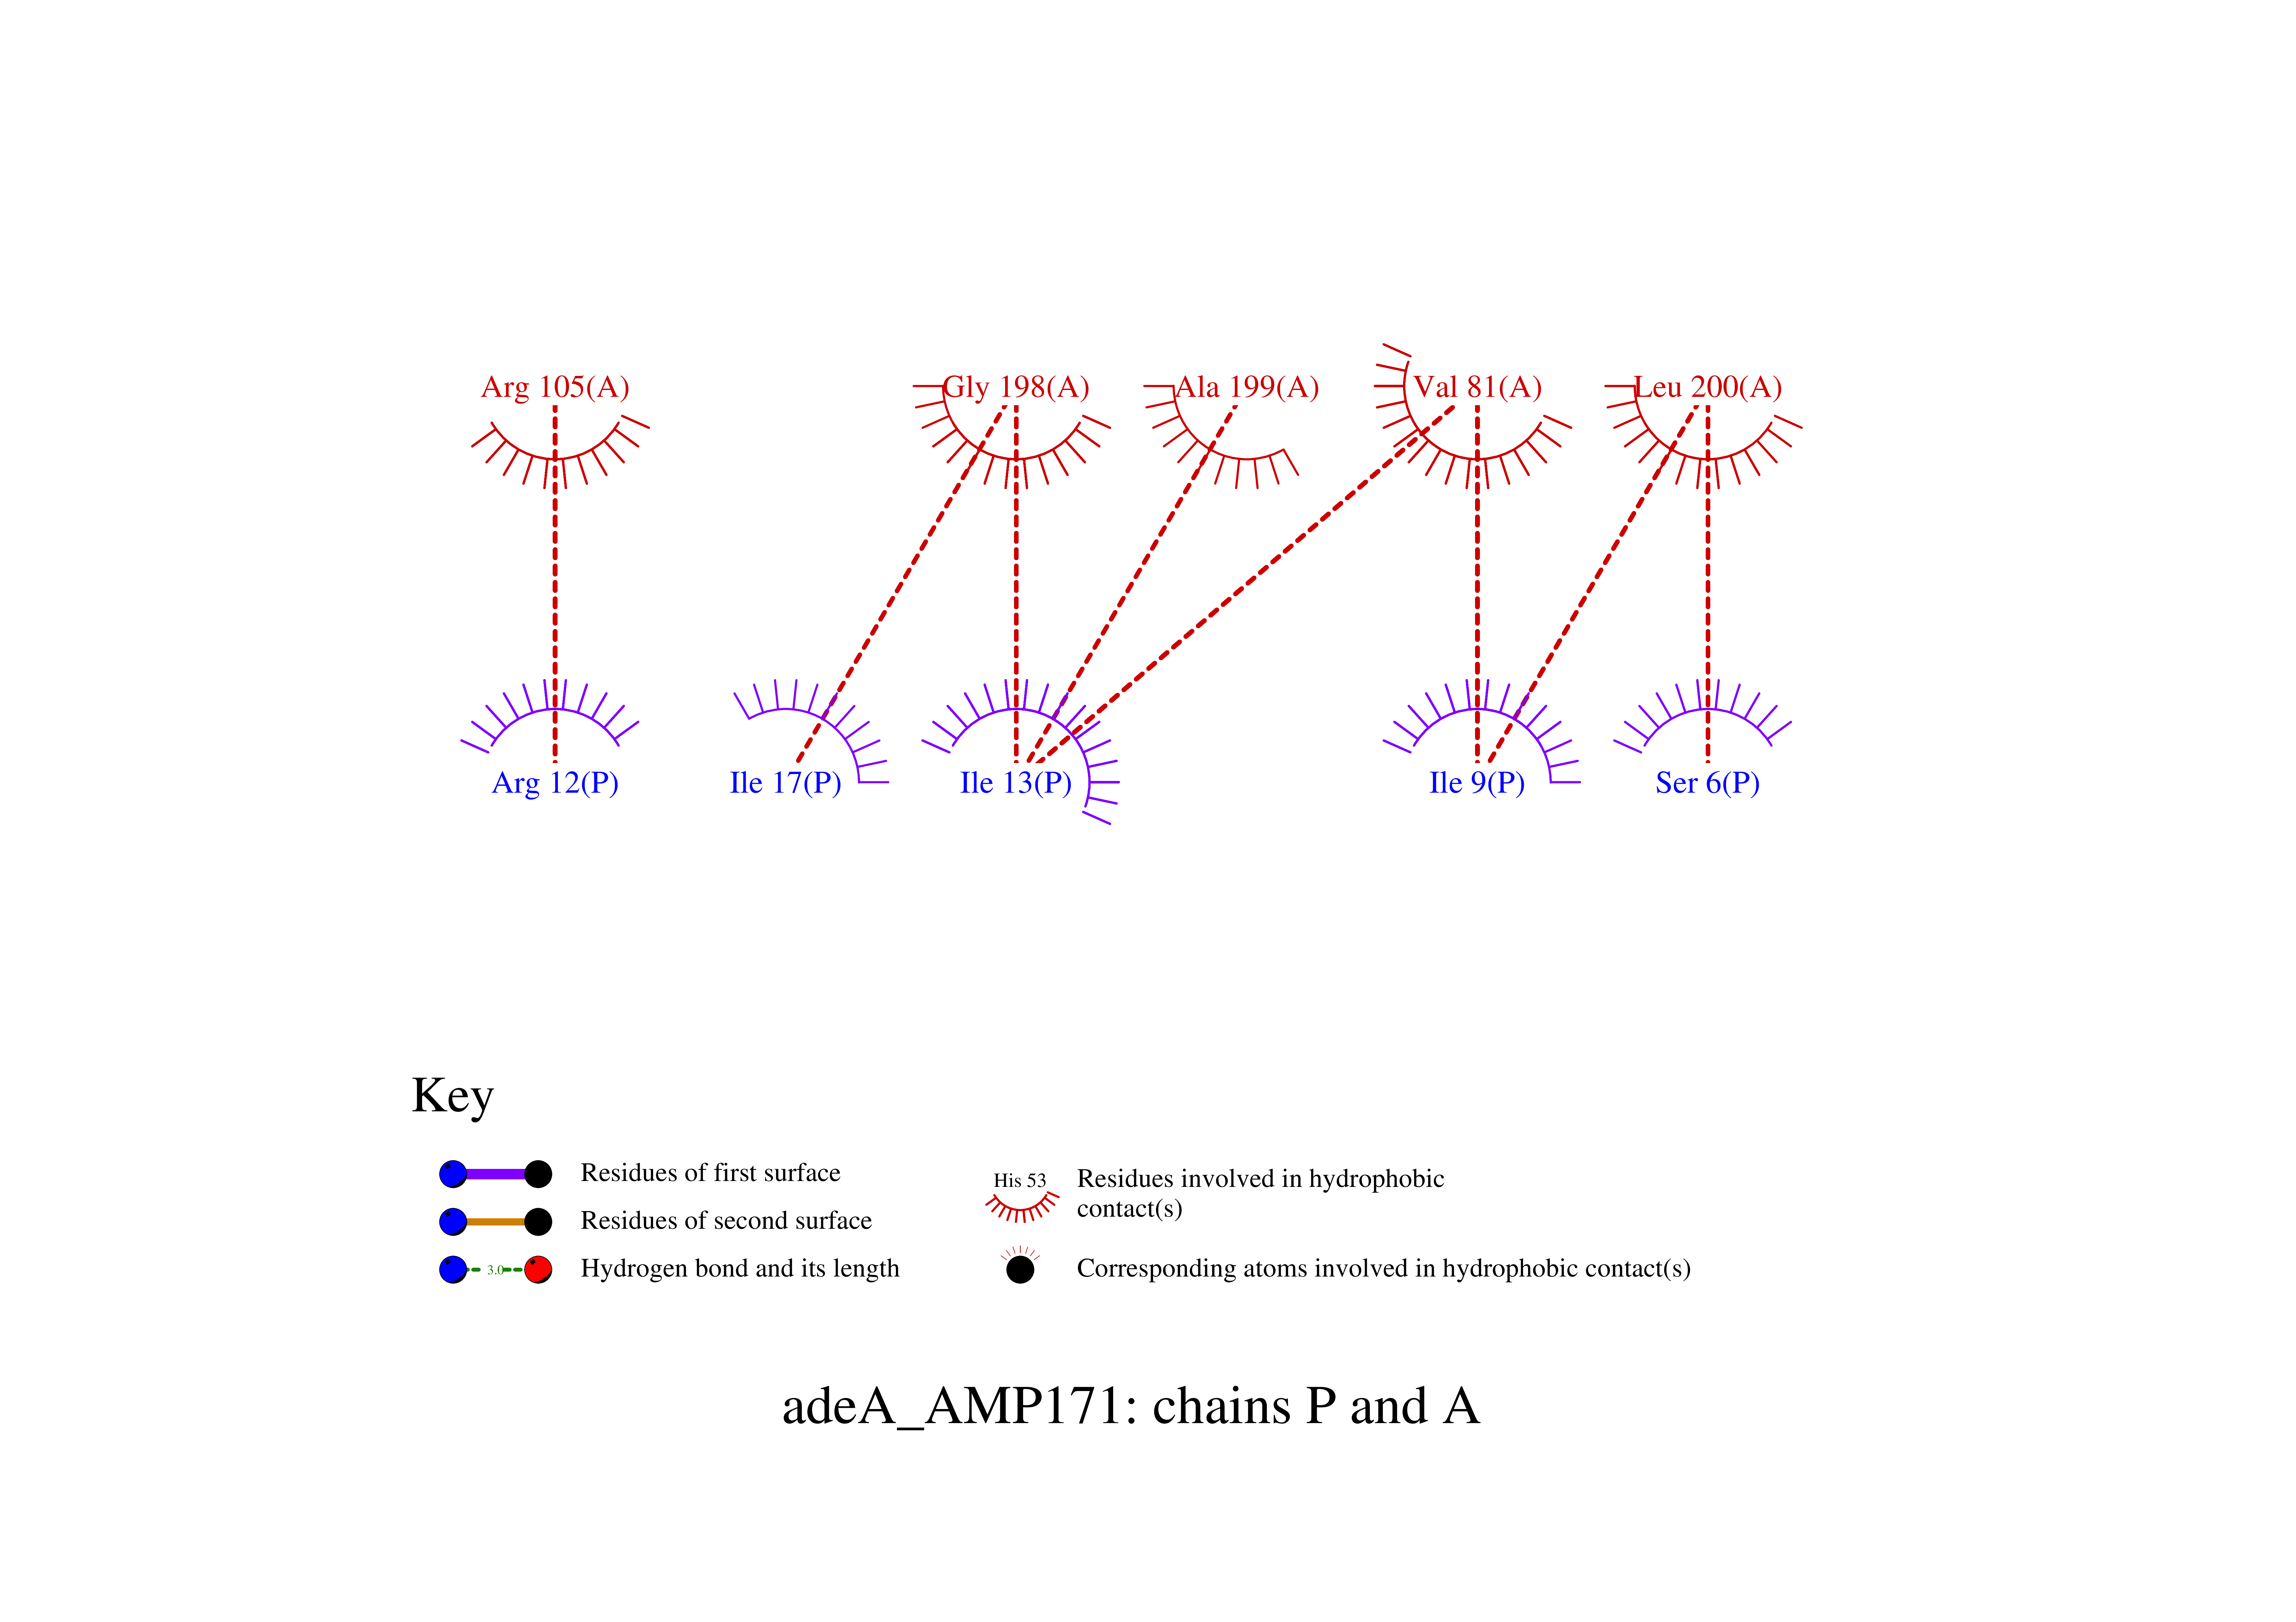 Arg 105(A) Gly 198(A) Ala 199(A) Val 81(A) Leu 200(A)
Arg 12(P) Ile 17(P) Ile 13(P) Ile 9(P) Ser 6(P)
Key
Residues of first surface
Residues of second surface
3.0 Hydrogen bond and its length
His 53 Residues involved in hydrophobic
contact(s)
Corresponding atoms involved in hydrophobic contact(s)
adeA_AMP171: chains P and A